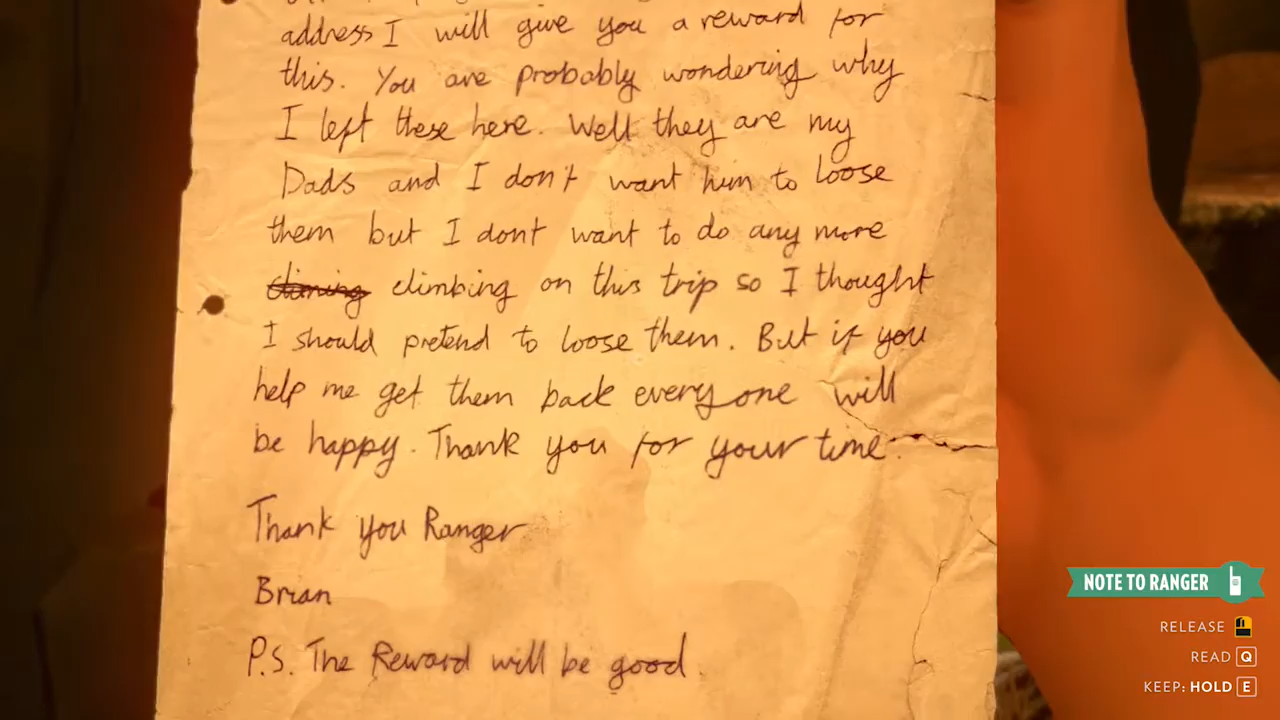 address I will give you a reward for
this. You are probably wondering why
I left these here. Well they are my
Dads and I don't want him to loose
them but I dont want to do any more
climing climbing on this trip so I thought
I should pretend to loose them. But if you
help me get them back everyone will
be happy. Thank you for your time.
Thank you Ranger
Brian
P.S. The Reward will be good.
NOTE TO RANGER
RELEASE
READ Q
KEEP: HOLD E